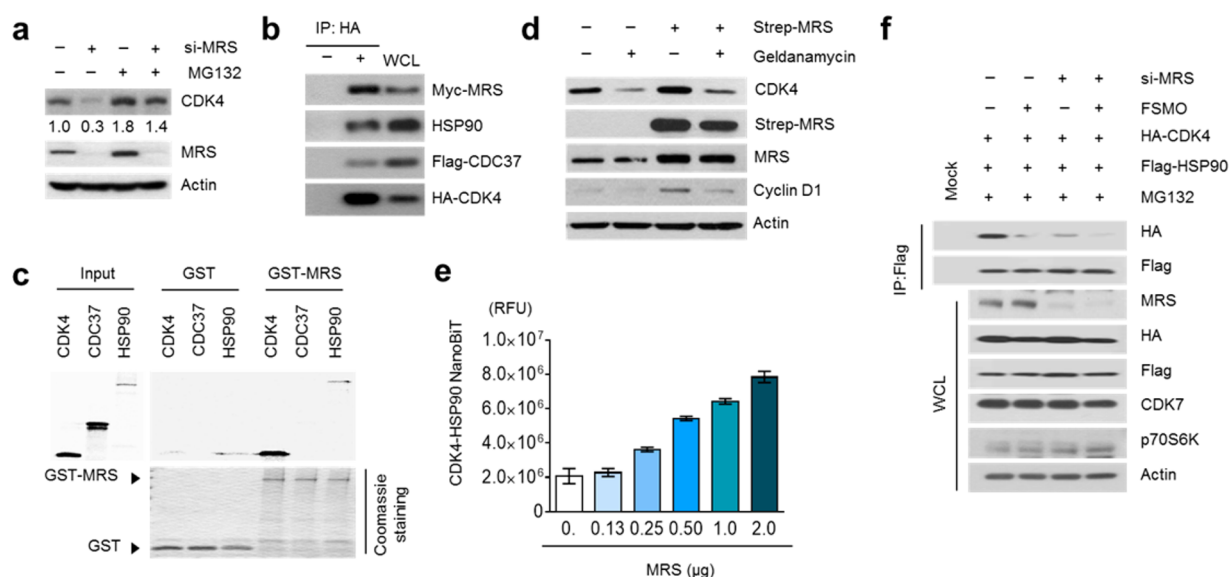 a
− + − + si-MRS
− − + + MG132
CDK4
1.0 0.3 1.8 1.4
MRS
Actin
b
IP: HA
− + WCL
Myc-MRS
HSP90
Flag-CDC37
HA-CDK4
c
Input GST GST-MRS
CDK4 CDC37 HSP90 CDK4 CDC37 HSP90 CDK4 CDC37 HSP90
GST-MRS
GST
Coomassie
staining
d
− − + + Strep-MRS
− + − + Geldanamycin
CDK4
Strep-MRS
MRS
Cyclin D1
Actin
e
(RFU)
CDK4-HSP90 NanoBiT
1.0×10⁷
8.0×10⁶
6.0×10⁶
4.0×10⁶
2.0×10⁶
0
0. 0.13 0.25 0.50 1.0 2.0
MRS (μg)
f
− − + + si-MRS
− + − + FSMO
+ + + + HA-CDK4
+ + + + Flag-HSP90
Mock + + + + MG132
IP:Flag
HA
Flag
WCL
MRS
HA
Flag
CDK7
p70S6K
Actin